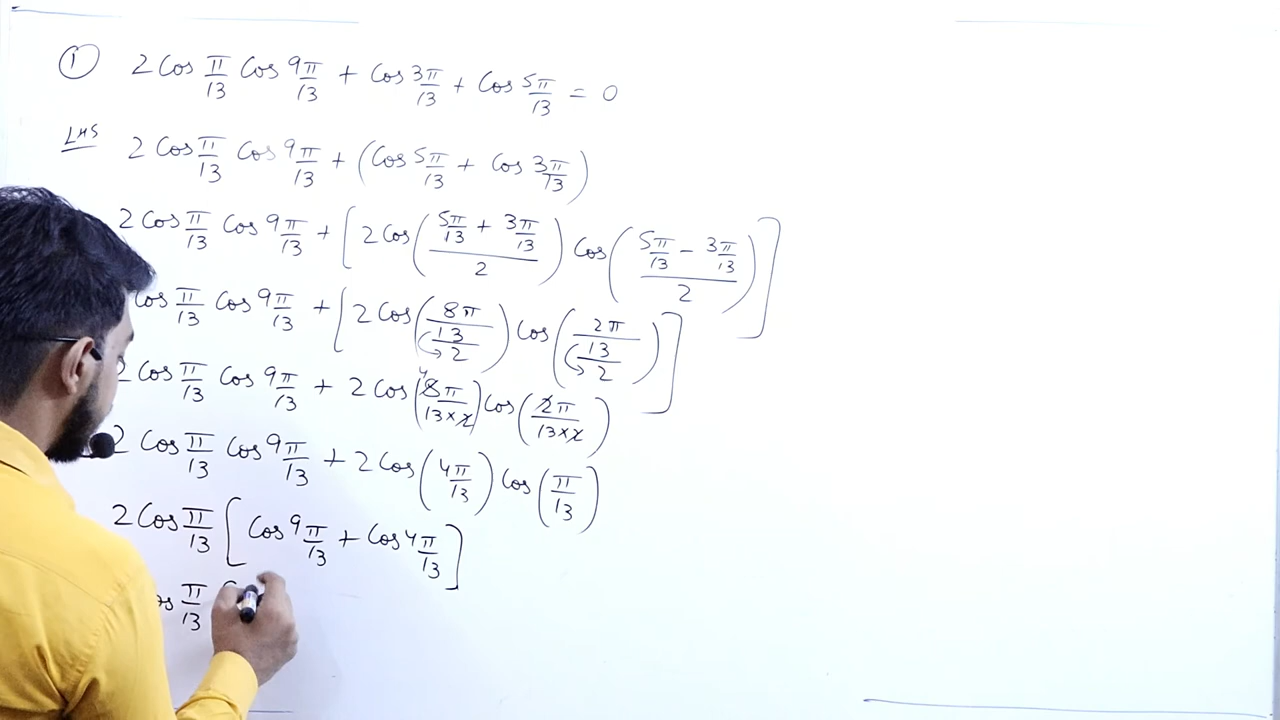 ① 2 Cos π/13 Cos 9π/13 + Cos 3π/13 + Cos 5π/13 = 0
LHS 2 Cos π/13 Cos 9π/13 + (Cos 5π/13 + Cos 3π/13)
2 Cos π/13 Cos 9π/13 + [2 Cos ((5π/13 + 3π/13)/2) Cos ((5π/13 − 3π/13)/2)]
Cos π/13 Cos 9π/13 + [2 Cos ((8π/13)/2) Cos ((2π/13)/2)]
2 Cos π/13 Cos 9π/13 + 2 Cos (8π/(13×2)) Cos (2π/(13×2))
2 Cos π/13 Cos 9π/13 + 2 Cos (4π/13) Cos (π/13)
2 Cos π/13 [Cos 9π/13 + Cos 4π/13]
π/13